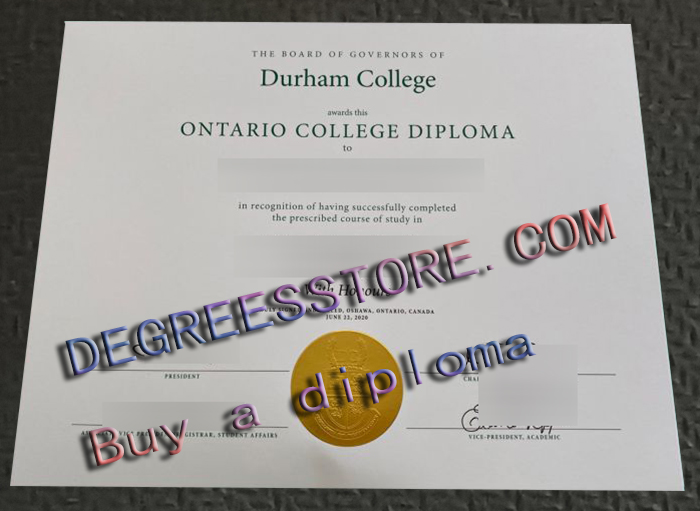 THE BOARD OF GOVERNORS OF
Durham College
awards this
ONTARIO COLLEGE DIPLOMA
to
in recognition of having successfully completed
the prescribed course of study in
With Honours
OSHAWA, ONTARIO, CANADA
JUNE 22, 2020
DEGREESSTORE.COM
PRESIDENT
Buy a diploma
REGISTRAR, STUDENT AFFAIRS
VICE-PRESIDENT, ACADEMIC